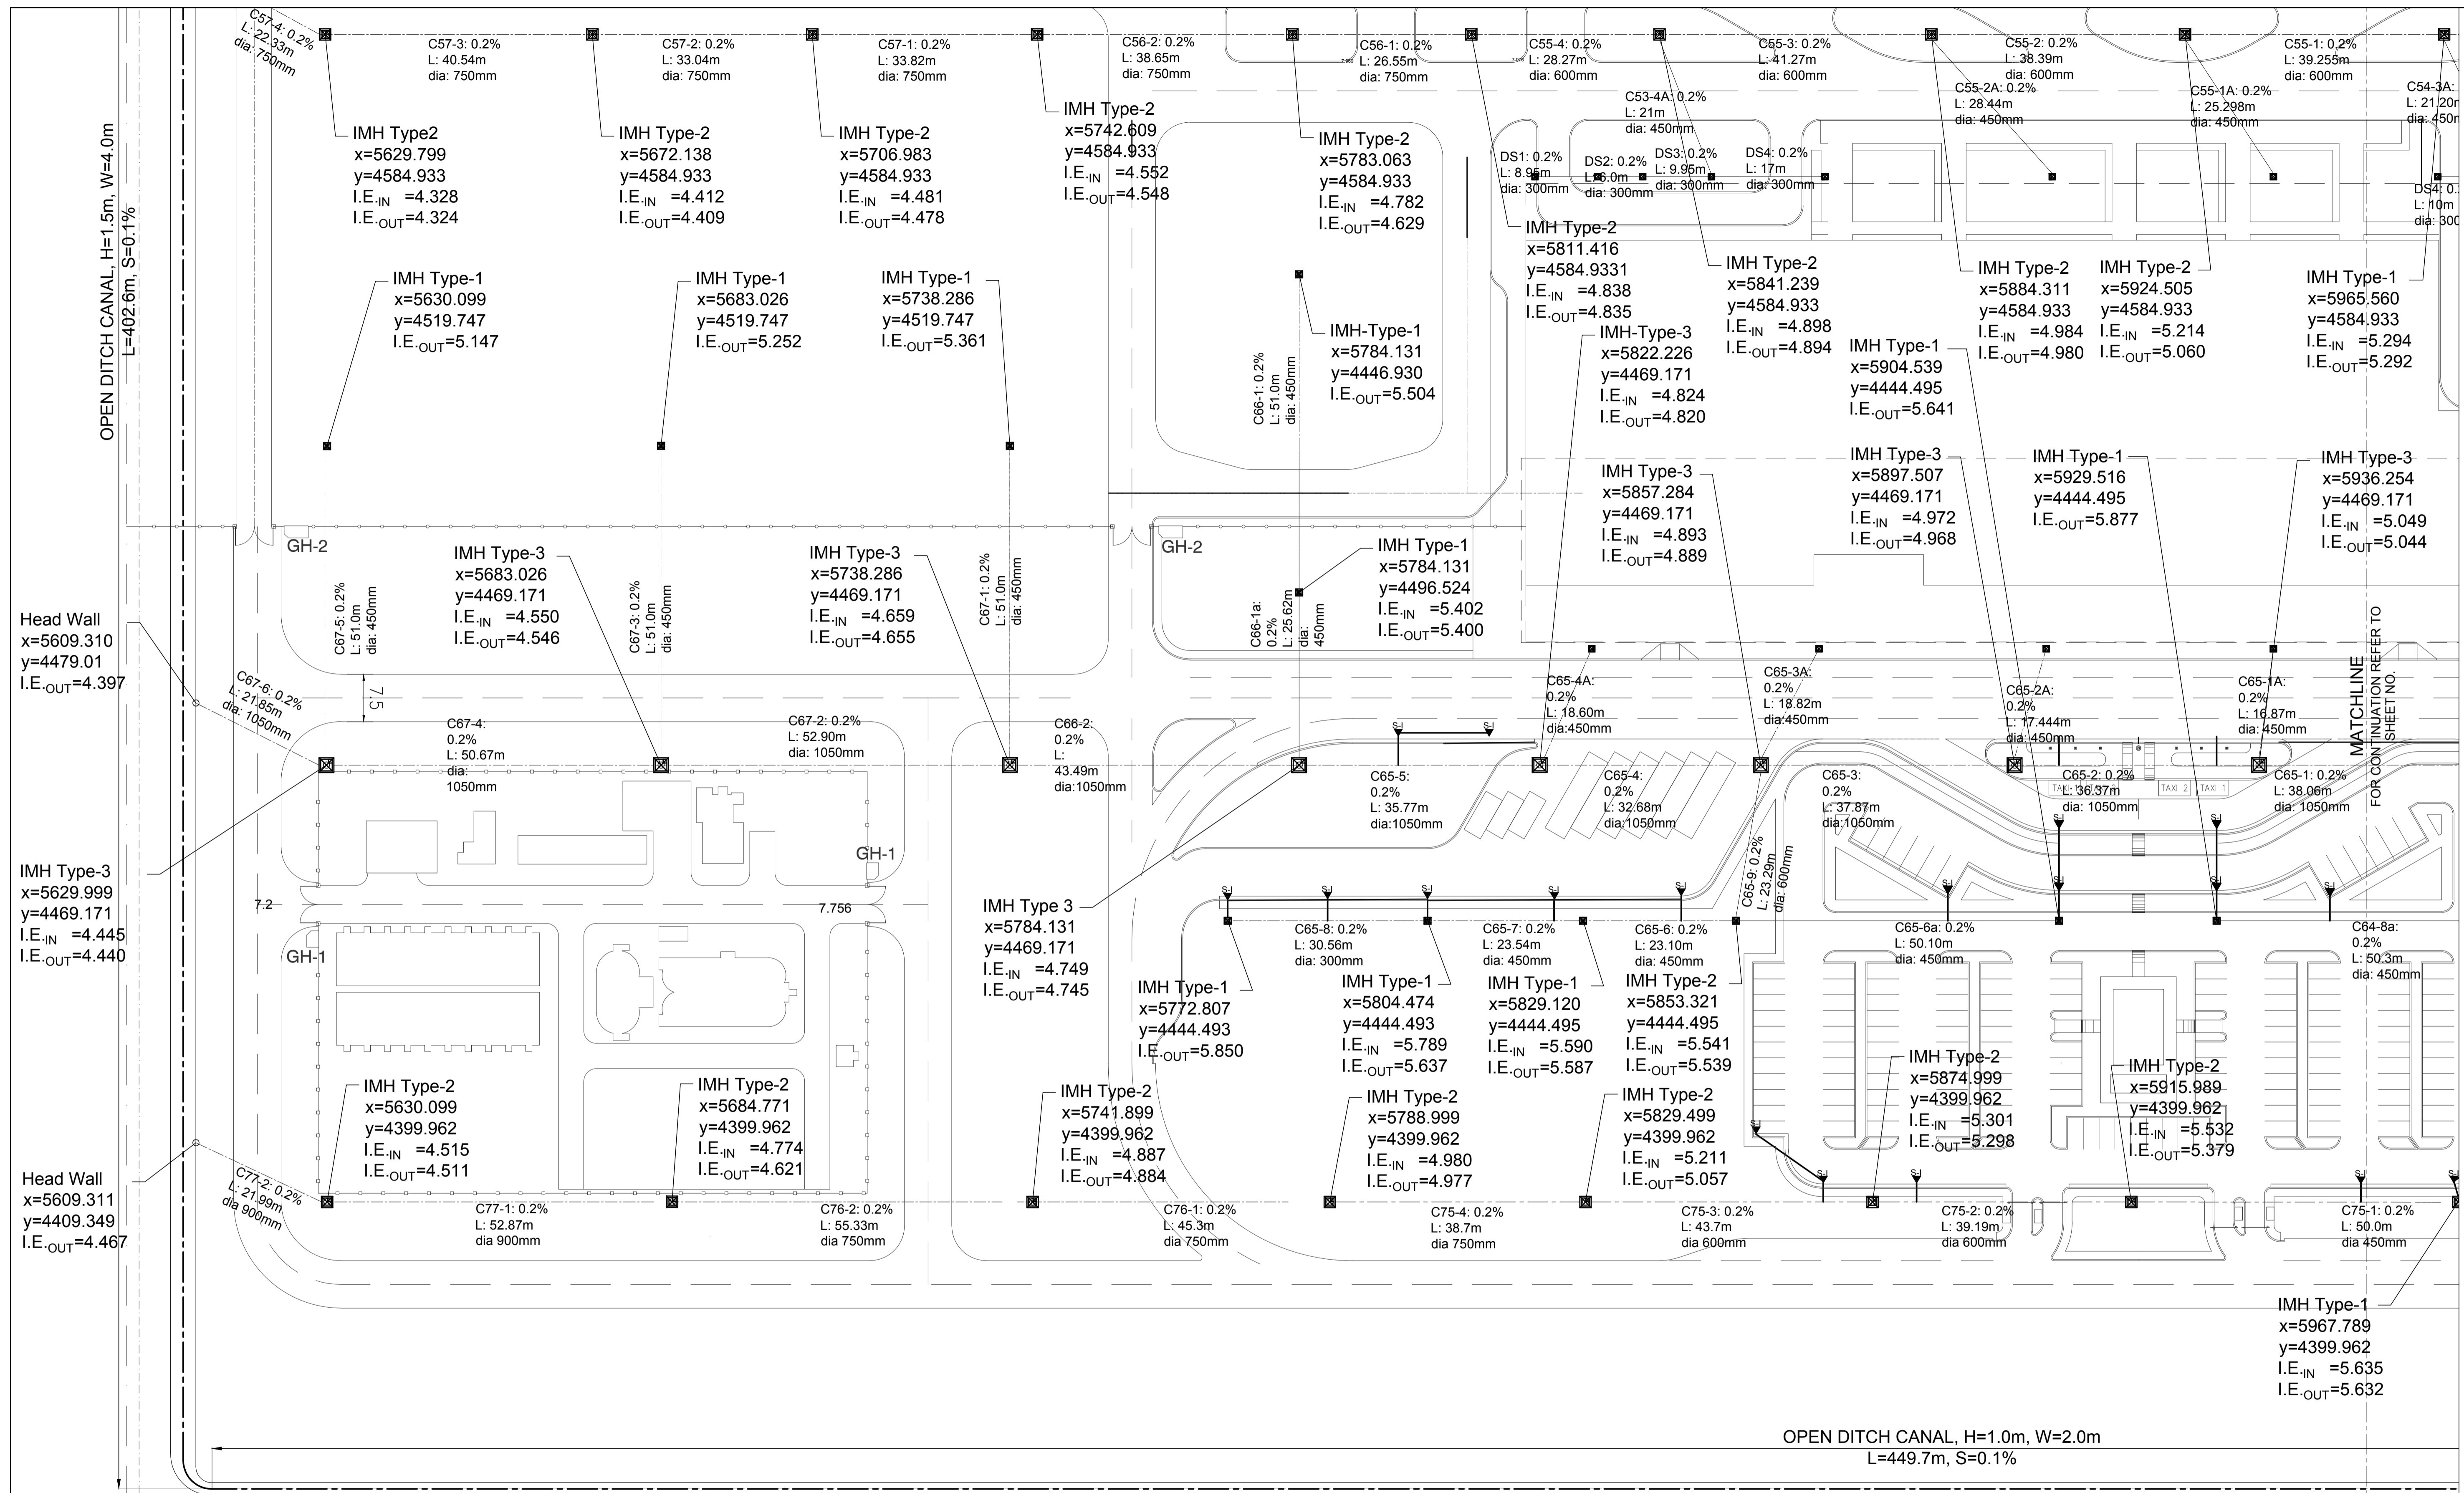 C57-4: 0.2%
L: 22.33m
dia: 750mm
C57-3: 0.2%
L: 40.54m
dia: 750mm
C57-2: 0.2%
L: 33.04m
dia: 750mm
C57-1: 0.2%
L: 33.82m
dia: 750mm
C56-2: 0.2%
L: 38.65m
dia: 750mm
C56-1: 0.2%
L: 26.55m
dia: 750mm
C55-4: 0.2%
L: 28.27m
dia: 600mm
C55-3: 0.2%
L: 41.27m
dia: 600mm
C55-2: 0.2%
L: 38.39m
dia: 600mm
C55-1: 0.2%
L: 39.255m
dia: 600mm
C53-4A: 0.2%
L: 21m
dia: 450mm
C55-2A: 0.2%
L: 28.44m
dia: 450mm
C55-1A: 0.2%
L: 25.298m
dia: 450mm
C54-3A:
L: 21.20m
dia: 450m
DS1: 0.2%
L: 8.95m
dia: 300mm
DS2: 0.2%
L: 6.0m
dia: 300mm
DS3: 0.2%
L: 9.95m
dia: 300mm
DS4: 0.2%
L: 17m
dia: 300mm
DS4: 0.
L: 10m
dia: 300
OPEN DITCH CANAL, H=1.5m, W=4.0m
L=402.6m, S=0.1%
IMH Type2
x=5629.799
y=4584.933
I.E.IN =4.328
I.E.OUT=4.324
IMH Type-2
x=5672.138
y=4584.933
I.E.IN =4.412
I.E.OUT=4.409
IMH Type-2
x=5706.983
y=4584.933
I.E.IN =4.481
I.E.OUT=4.478
IMH Type-2
x=5742.609
y=4584.933
I.E.IN =4.552
I.E.OUT=4.548
IMH Type-2
x=5783.063
y=4584.933
I.E.IN =4.782
I.E.OUT=4.629
IMH Type-2
x=5811.416
y=4584.9331
I.E.IN =4.838
I.E.OUT=4.835
IMH Type-2
x=5841.239
y=4584.933
I.E.IN =4.898
I.E.OUT=4.894
IMH Type-2
x=5884.311
y=4584.933
I.E.IN =4.984
I.E.OUT=4.980
IMH Type-2
x=5924.505
y=4584.933
I.E.IN =5.214
I.E.OUT=5.060
IMH Type-1
x=5965.560
y=4584.933
I.E.IN =5.294
I.E.OUT=5.292
IMH Type-1
x=5630.099
y=4519.747
I.E.OUT=5.147
IMH Type-1
x=5683.026
y=4519.747
I.E.OUT=5.252
IMH Type-1
x=5738.286
y=4519.747
I.E.OUT=5.361
IMH-Type-1
x=5784.131
y=4446.930
I.E.OUT=5.504
C66-1: 0.2%
L: 51.0m
dia: 450mm
IMH-Type-3
x=5822.226
y=4469.171
I.E.IN =4.824
I.E.OUT=4.820
IMH Type-1
x=5904.539
y=4444.495
I.E.OUT=5.641
IMH Type-3
x=5857.284
y=4469.171
I.E.IN =4.893
I.E.OUT=4.889
IMH Type-3
x=5897.507
y=4469.171
I.E.IN =4.972
I.E.OUT=4.968
IMH Type-1
x=5929.516
y=4444.495
I.E.OUT=5.877
IMH Type-3
x=5936.254
y=4469.171
I.E.IN =5.049
I.E.OUT=5.044
GH-2
GH-2
IMH Type-3
x=5683.026
y=4469.171
I.E.IN =4.550
I.E.OUT=4.546
IMH Type-3
x=5738.286
y=4469.171
I.E.IN =4.659
I.E.OUT=4.655
IMH Type-1
x=5784.131
y=4496.524
I.E.IN =5.402
I.E.OUT=5.400
C67-5: 0.2%
L: 51.0m
dia: 450mm
C67-3: 0.2%
L: 51.0m
dia: 450mm
C67-1: 0.2%
L: 51.0m
dia: 450mm
C66-1a:
0.2%
L: 25.62m
dia:
450mm
Head Wall
x=5609.310
y=4479.01
I.E.OUT=4.397
C67-6: 0.2%
L: 21.85m
dia: 1050mm
7.5
C67-4:
0.2%
L: 50.67m
dia:
1050mm
C67-2: 0.2%
L: 52.90m
dia: 1050mm
C66-2:
0.2%
L:
43.49m
dia:1050mm
C65-4A:
0.2%
L: 18.60m
dia:450mm
C65-3A:
0.2%
L: 18.82m
dia:450mm
C65-2A:
0.2%
L: 17.444m
dia: 450mm
C65-1A:
0.2%
L: 16.87m
dia: 450mm
MATCHLINE
FOR CONTINUATION REFER TO
SHEET NO.
S-I
S-I
C65-5:
0.2%
L: 35.77m
dia:1050mm
C65-4:
0.2%
L: 32.68m
dia:1050mm
C65-3:
0.2%
L: 37.87m
dia:1050mm
C65-2: 0.2%
L: 36.37m
dia: 1050mm
TAXI 2
TAXI 1
C65-1: 0.2%
L: 38.06m
dia: 1050mm
C65-9: 0.2%
L: 23.29m
dia: 600mm
GH-1
IMH Type-3
x=5629.999
y=4469.171
I.E.IN =4.445
I.E.OUT=4.440
7.2
7.756
GH-1
IMH Type 3
x=5784.131
y=4469.171
I.E.IN =4.749
I.E.OUT=4.745
S-I
S-I
S-I
S-I
S-I
S-I
S-I
S-I
S-I
S-I
S-I
C65-8: 0.2%
L: 30.56m
dia: 300mm
C65-7: 0.2%
L: 23.54m
dia: 450mm
C65-6: 0.2%
L: 23.10m
dia: 450mm
C65-6a: 0.2%
L: 50.10m
dia: 450mm
C64-8a:
0.2%
L: 50.3m
dia: 450mm
IMH Type-1
x=5772.807
y=4444.493
I.E.OUT=5.850
IMH Type-1
x=5804.474
y=4444.493
I.E.IN =5.789
I.E.OUT=5.637
IMH Type-1
x=5829.120
y=4444.495
I.E.IN =5.590
I.E.OUT=5.587
IMH Type-2
x=5853.321
y=4444.495
I.E.IN =5.541
I.E.OUT=5.539
IMH Type-2
x=5630.099
y=4399.962
I.E.IN =4.515
I.E.OUT=4.511
IMH Type-2
x=5684.771
y=4399.962
I.E.IN =4.774
I.E.OUT=4.621
IMH Type-2
x=5741.899
y=4399.962
I.E.IN =4.887
I.E.OUT=4.884
IMH Type-2
x=5788.999
y=4399.962
I.E.IN =4.980
I.E.OUT=4.977
IMH Type-2
x=5829.499
y=4399.962
I.E.IN =5.211
I.E.OUT=5.057
IMH Type-2
x=5874.999
y=4399.962
I.E.IN =5.301
I.E.OUT=5.298
IMH Type-2
x=5915.989
y=4399.962
I.E.IN =5.532
I.E.OUT=5.379
S-I
S-I
S-I
S-I
S-I
Head Wall
x=5609.311
y=4409.349
I.E.OUT=4.467
C77-2: 0.2%
L: 21.99m
dia 900mm
C77-1: 0.2%
L: 52.87m
dia 900mm
C76-2: 0.2%
L: 55.33m
dia 750mm
C76-1: 0.2%
L: 45.3m
dia 750mm
C75-4: 0.2%
L: 38.7m
dia 750mm
C75-3: 0.2%
L: 43.7m
dia 600mm
C75-2: 0.2%
L: 39.19m
dia 600mm
C75-1: 0.2%
L: 50.0m
dia 450mm
IMH Type-1
x=5967.789
y=4399.962
I.E.IN =5.635
I.E.OUT=5.632
OPEN DITCH CANAL, H=1.0m, W=2.0m
L=449.7m, S=0.1%